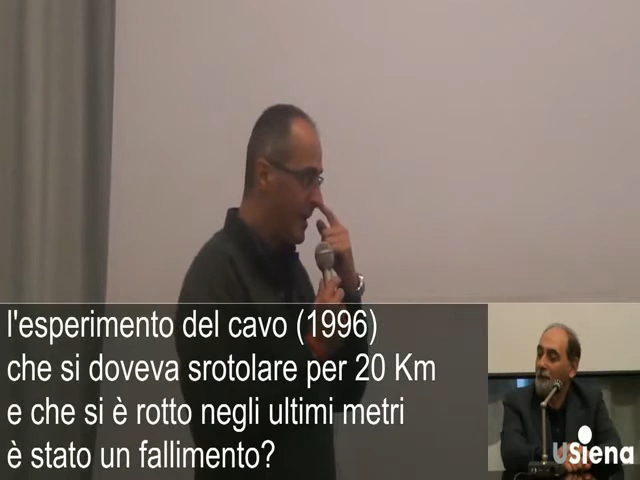 l'esperimento del cavo (1996)
che si doveva srotolare per 20 Km
e che si è rotto negli ultimi metri
è stato un fallimento?
USiena